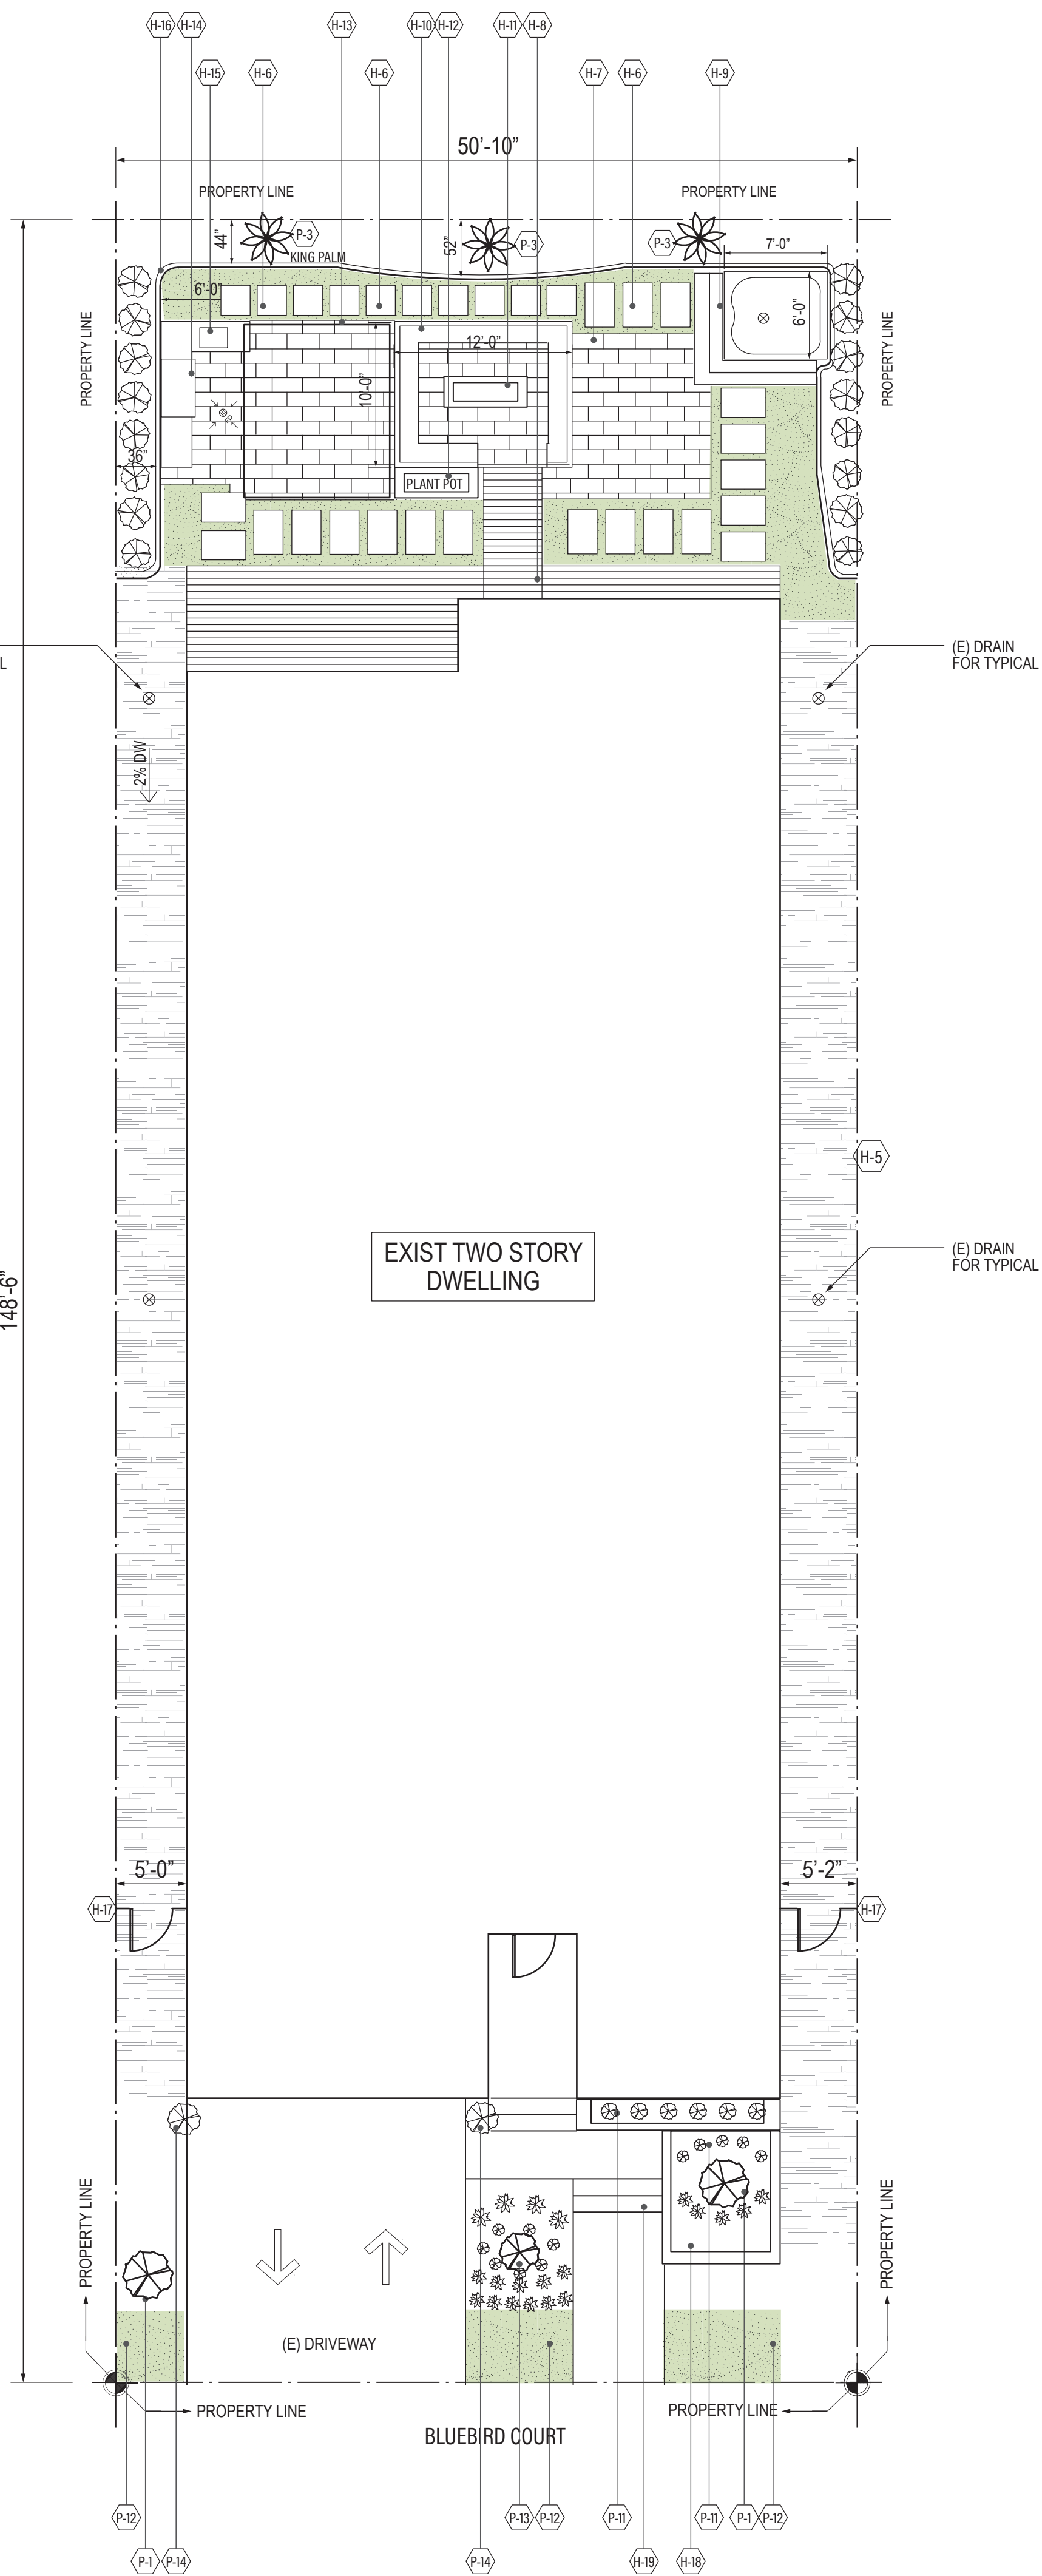 H-16
H-14
H-13
H-10
H-12
H-11
H-8
H-15
H-6
H-6
H-7
H-6
H-9
50'-10"
PROPERTY LINE
PROPERTY LINE
44"
P-3
KING PALM
52"
P-3
P-3
7'-0"
6'-0"
6'-0"
PROPERTY LINE
PROPERTY LINE
12'-0"
10'-0"
36"
PLANT POT
(E) DRAIN
FOR TYPICAL
L
2% DW
H-5
EXIST TWO STORY
DWELLING
(E) DRAIN
FOR TYPICAL
148'-6"
5'-0"
5'-2"
H-17
H-17
PROPERTY LINE
PROPERTY LINE
(E) DRIVEWAY
PROPERTY LINE
PROPERTY LINE
BLUEBIRD COURT
P-12
P-13
P-12
P-11
P-11
P-1
P-12
P-1
P-14
P-14
H-19
H-18